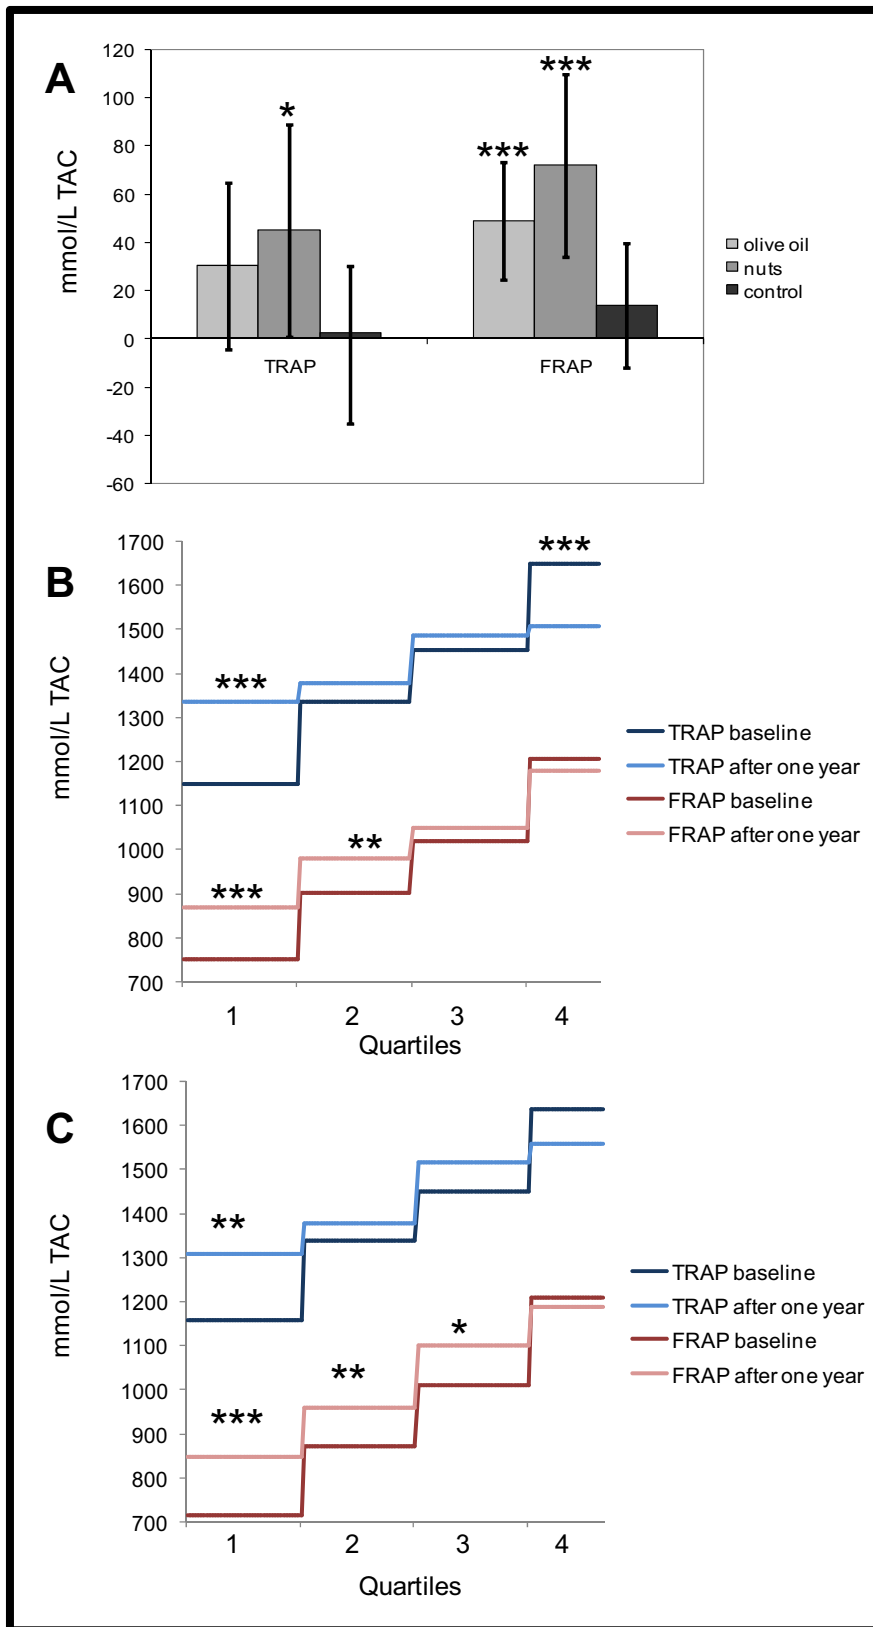 A
mmol/L TAC
120
100
80
60
40
20
0
-20
-40
-60
*
***
***
TRAP
FRAP
olive oil
nuts
control
B
mmol/L TAC
1700
1600
1500
1400
1300
1200
1100
1000
900
800
700
***
***
**
***
1
2
3
4
Quartiles
TRAP baseline
TRAP after one year
FRAP baseline
FRAP after one year
C
mmol/L TAC
1700
1600
1500
1400
1300
1200
1100
1000
900
800
700
**
*
**
***
1
2
3
4
Quartiles
TRAP baseline
TRAP after one year
FRAP baseline
FRAP after one year